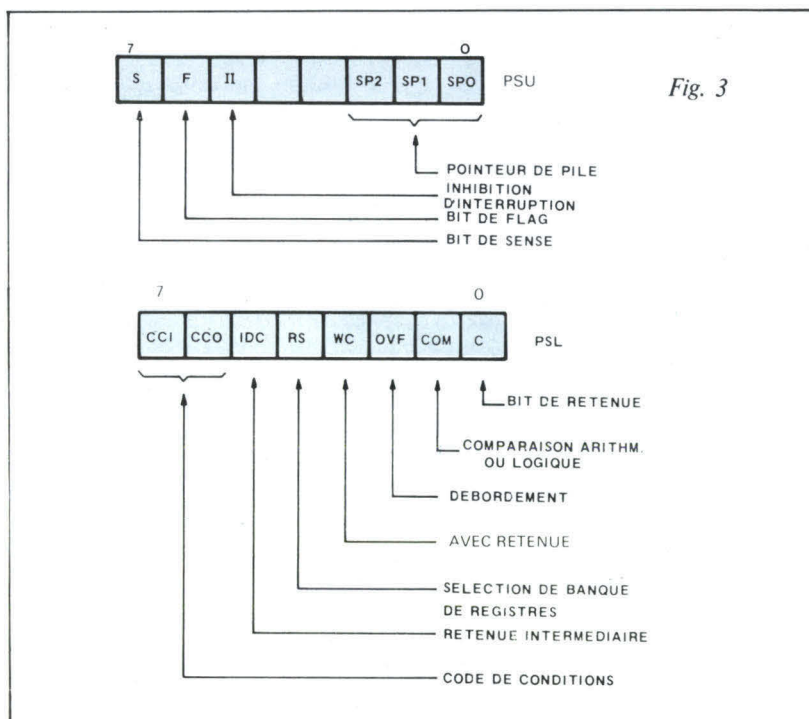 7 0
S F II SP2 SP1 SPO PSU
Fig. 3
POINTEUR DE PILE
INHIBITION
D'INTERRUPTION
BIT DE FLAG
BIT DE SENSE
7 0
CCI CCO IDC RS WC OVF COM C PSL
BIT DE RETENUE
COMPARAISON ARITHM.
OU LOGIQUE
DEBORDEMENT
AVEC RETENUE
SELECTION DE BANQUE
DE REGISTRES
RETENUE INTERMEDIAIRE
CODE DE CONDITIONS